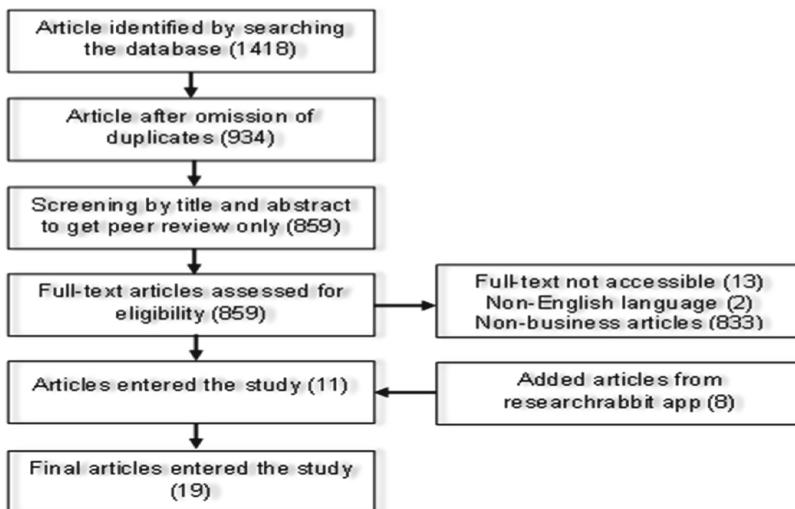 Article identified by searching
the database (1418)
Article after omission of
duplicates (934)
Screening by title and abstract
to get peer review only (859)
Full-text articles assessed for
eligibility (859)
Full-text not accessible (13)
Non-English language (2)
Non-business articles (833)
Articles entered the study (11)
Added articles from
researchrabbit app (8)
Final articles entered the study
(19)